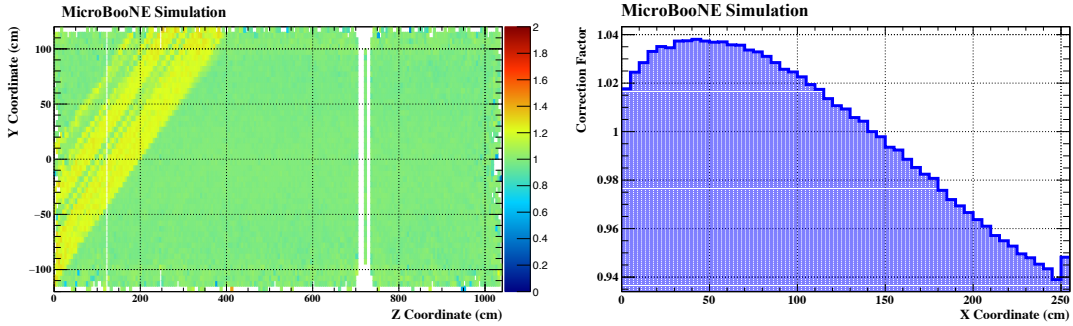 MicroBooNE Simulation
Y Coordinate (cm)
100
50
0
−50
−100
0 200 400 600 800 1000
Z Coordinate (cm)
2
1.8
1.6
1.4
1.2
1
0.8
0.6
0.4
0.2
0
MicroBooNE Simulation
Correction Factor
1.04
1.02
1
0.98
0.96
0.94
0 50 100 150 200 250
X Coordinate (cm)